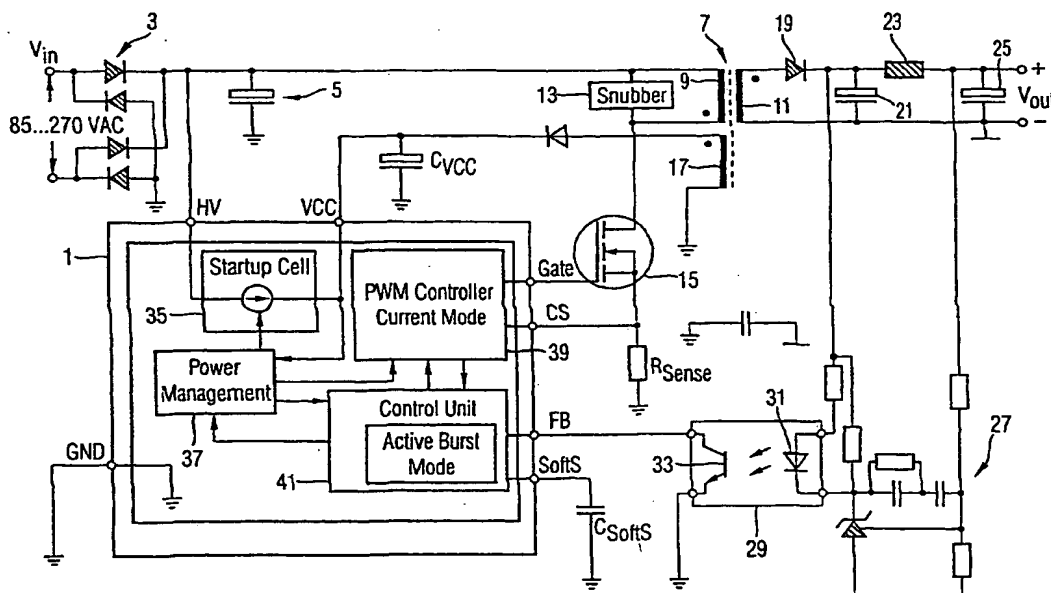 3
7
19
23
25
V_in
5
9
11
21
+
V_out
−
13
Snubber
85...270 VAC
C_VCC
17
HV
VCC
1
Startup Cell
35
PWM Controller
Current Mode
39
Gate
15
CS
R_Sense
Power
Management
37
Control Unit
Active Burst
Mode
41
FB
SoftS
C_SoftS
GND
31
33
29
27